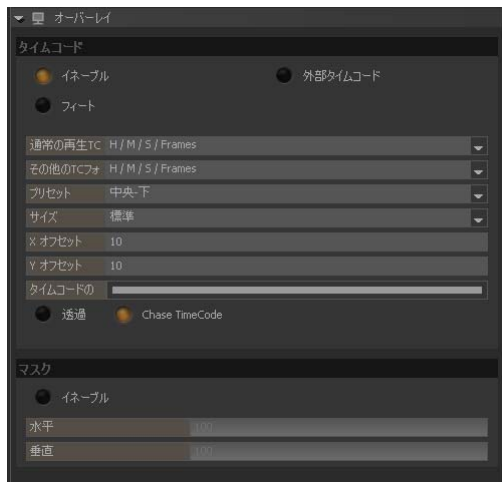 オーバーレイ
タイムコード
イネーブル
外部タイムコード
フィート
通常の再生TC H / M / S / Frames
その他のTCフォ H / M / S / Frames
プリセット 中央-下
サイズ 標準
X オフセット 10
Y オフセット 10
タイムコードの
透過 Chase TimeCode
マスク
イネーブル
水平 100
垂直 100